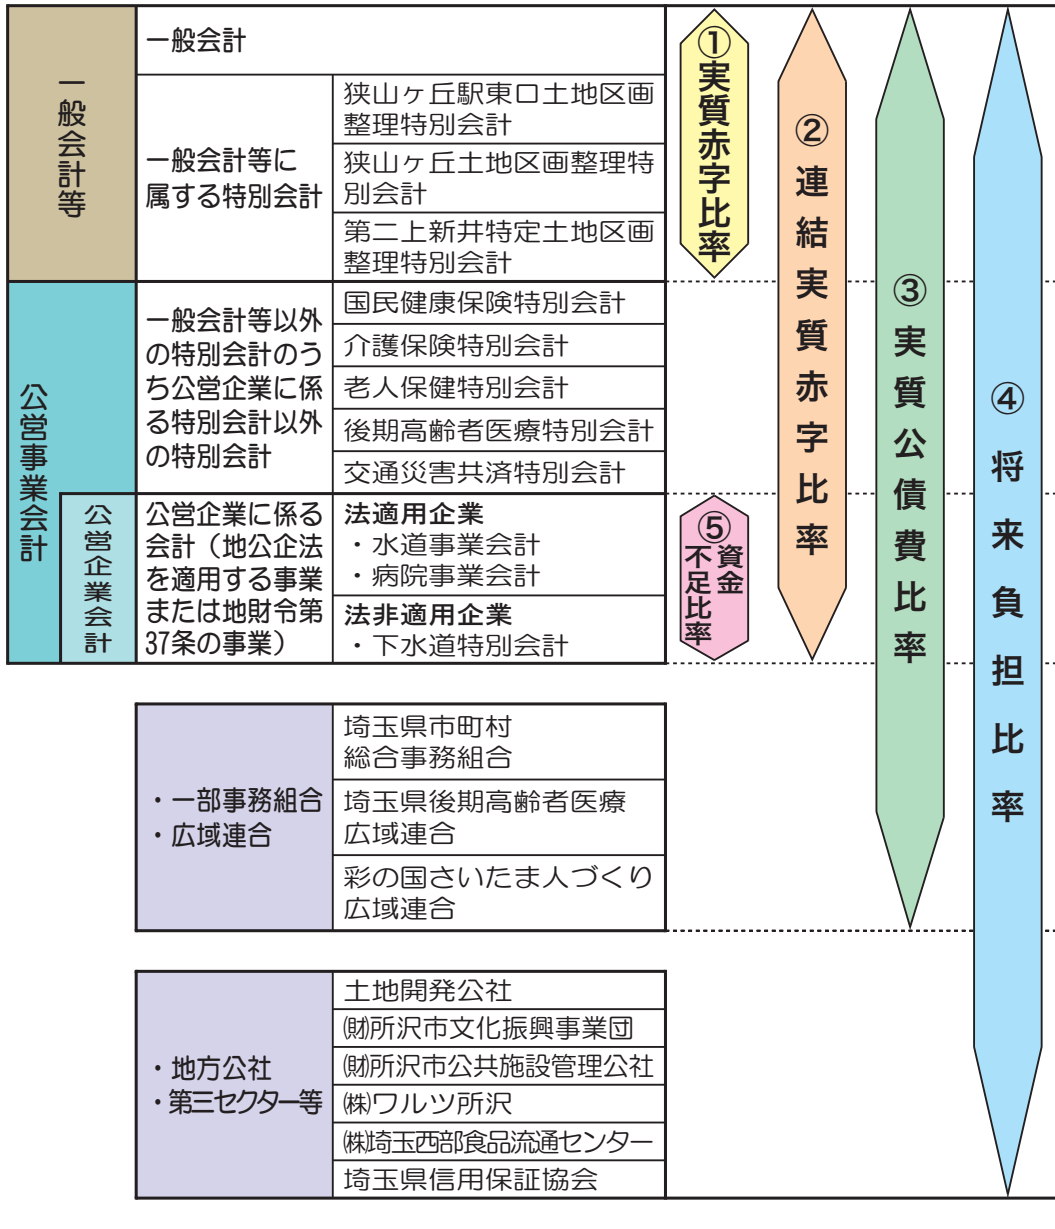 一般会計等
一般会計
一般会計等に
属する特別会計
狭山ヶ丘駅東口土地区画
整理特別会計
狭山ヶ丘土地区画整理特
別会計
第二上新井特定土地区画
整理特別会計
公営事業会計
一般会計等以外
の特別会計のう
ち公営企業に係
る特別会計以外
の特別会計
国民健康保険特別会計
介護保険特別会計
老人保健特別会計
後期高齢者医療特別会計
交通災害共済特別会計
公営企業会計
公営企業に係る
会計(地公企法
を適用する事業
または地財令第
37条の事業)
法適用企業
・水道事業会計
・病院事業会計
法非適用企業
・下水道特別会計
・一部事務組合
・広域連合
埼玉県市町村
総合事務組合
埼玉県後期高齢者医療
広域連合
彩の国さいたま人づくり
広域連合
・地方公社
・第三セクター等
土地開発公社
㈶所沢市文化振興事業団
㈶所沢市公共施設管理公社
㈱ワルツ所沢
㈱埼玉西部食品流通センター
埼玉県信用保証協会
①実質赤字比率
②連結実質赤字比率
③実質公債費比率
④将来負担比率
⑤資金
不足比率